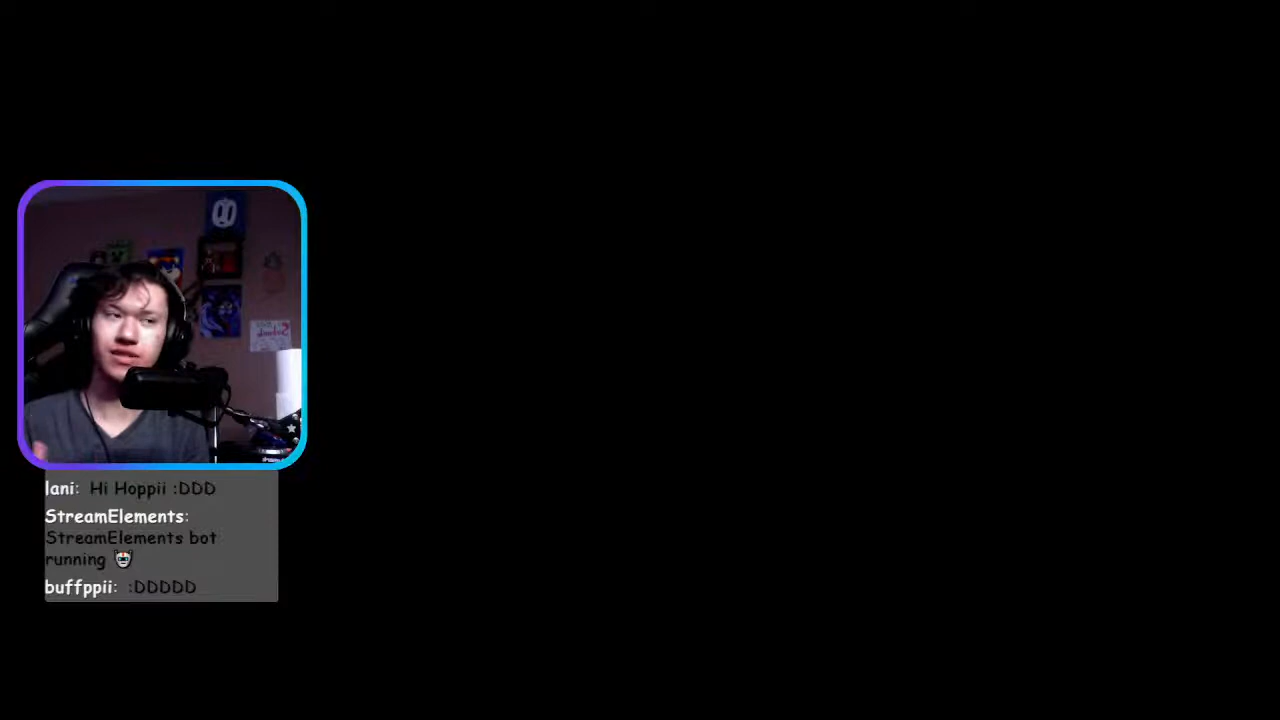 lani: Hi Hoppii :DDD
StreamElements:
StreamElements bot
running
buffppii: :DDDDD